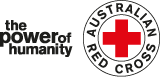 the
power of
humanity
AUSTRALIAN
RED CROSS